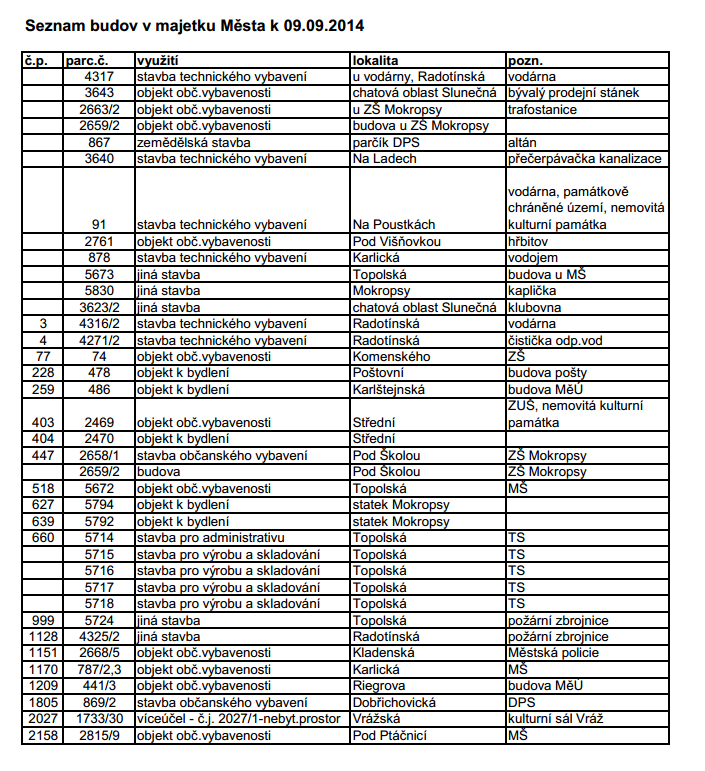 Seznam budov v majetku Města k 09.09.2014
č.p. parc.č. využití lokalita pozn.
4317 stavba technického vybavení u vodárny, Radotínská vodárna
3643 objekt obč.vybavenosti chatová oblast Slunečná bývalý prodejní stánek
2663/2 objekt obč.vybavenosti u ZŠ Mokropsy trafostanice
2659/2 objekt obč.vybavenosti budova u ZŠ Mokropsy
867 zemědělská stavba parčík DPS altán
3640 stavba technického vybavení Na Ladech přečerpávačka kanalizace
vodárna, památkově
chráněné území, nemovitá
91 stavba technického vybavení Na Poustkách kulturní památka
2761 objekt obč.vybavenosti Pod Višňovkou hřbitov
878 stavba technického vybavení Karlická vodojem
5673 jiná stavba Topolská budova u MŠ
5830 jiná stavba Mokropsy kaplička
3623/2 jiná stavba chatová oblast Slunečná klubovna
3 4316/2 stavba technického vybavení Radotínská vodárna
4 4271/2 stavba technického vybavení Radotínská čistička odp.vod
77 74 objekt obč.vybavenosti Komenského ZŠ
228 478 objekt k bydlení Poštovní budova pošty
259 486 objekt k bydlení Karlštejnská budova MěÚ
ZUŠ, nemovitá kulturní
403 2469 objekt obč.vybavenosti Střední památka
404 2470 objekt k bydlení Střední
447 2658/1 stavba občanského vybavení Pod Školou ZŠ Mokropsy
2659/2 budova Pod Školou ZŠ Mokropsy
518 5672 objekt obč.vybavenosti Topolská MŠ
627 5794 objekt k bydlení statek Mokropsy
639 5792 objekt k bydlení statek Mokropsy
660 5714 stavba pro administrativu Topolská TS
5715 stavba pro výrobu a skladování Topolská TS
5716 stavba pro výrobu a skladování Topolská TS
5717 stavba pro výrobu a skladování Topolská TS
5718 stavba pro výrobu a skladování Topolská TS
999 5724 jiná stavba Topolská požární zbrojnice
1128 4325/2 jiná stavba Radotínská požární zbrojnice
1151 2668/5 objekt obč.vybavenosti Kladenská Městská policie
1170 787/2,3 objekt obč.vybavenosti Karlická MŠ
1209 441/3 objekt obč.vybavenosti Riegrova budova MěÚ
1805 869/2 stavba občanského vybavení Dobřichovická DPS
2027 1733/30 víceúčel - č.j. 2027/1-nebyt.prostor Vrážská kulturní sál Vráž
2158 2815/9 objekt obč.vybavenosti Pod Ptáčnicí MŠ